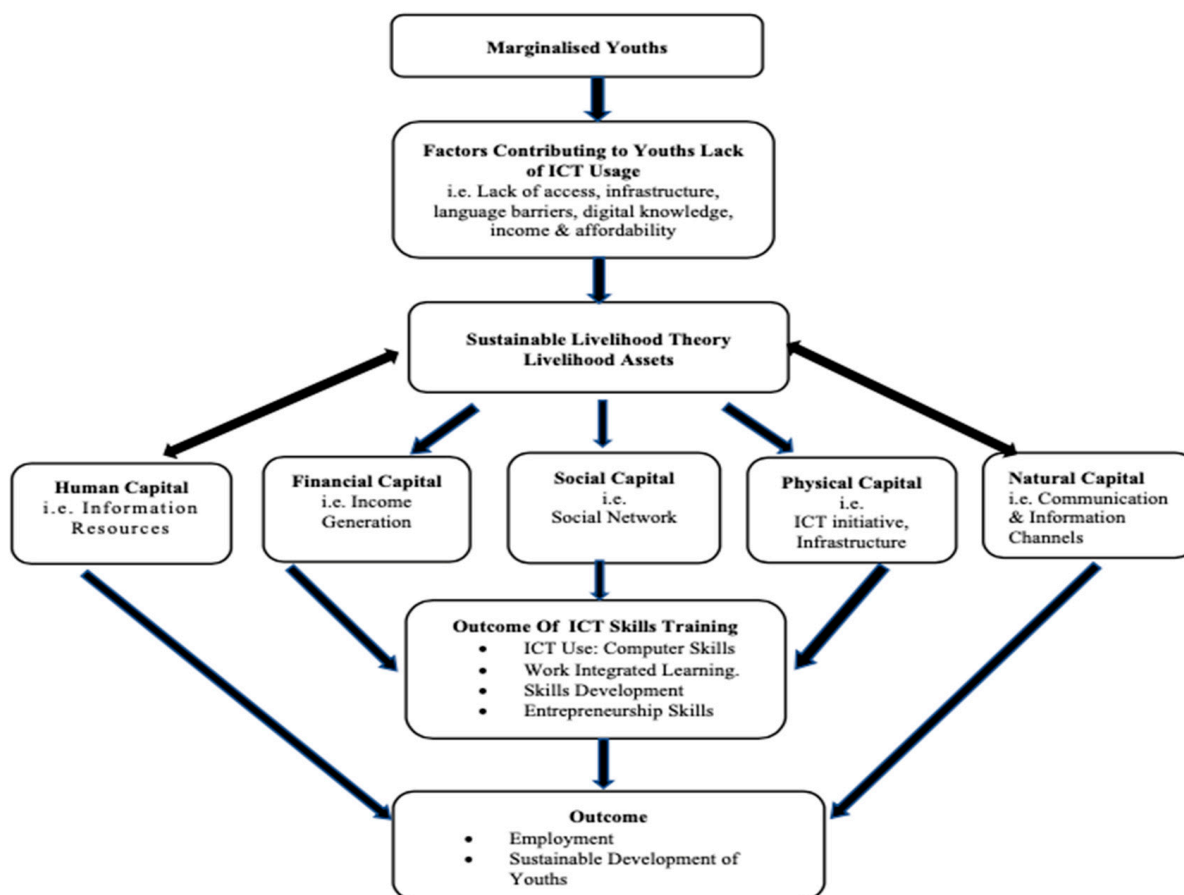 Marginalised Youths
Factors Contributing to Youths Lack
of ICT Usage
i.e. Lack of access, infrastructure,
language barriers, digital knowledge,
income & affordability
Sustainable Livelihood Theory
Livelihood Assets
Human Capital
i.e. Information
Resources
Financial Capital
i.e. Income
Generation
Social Capital
i.e.
Social Network
Physical Capital
i.e.
ICT initiative,
Infrastructure
Natural Capital
i.e. Communication
& Information
Channels
Outcome Of ICT Skills Training
• ICT Use: Computer Skills
• Work Integrated Learning.
• Skills Development
• Entrepreneurship Skills
Outcome
• Employment
• Sustainable Development of
Youths